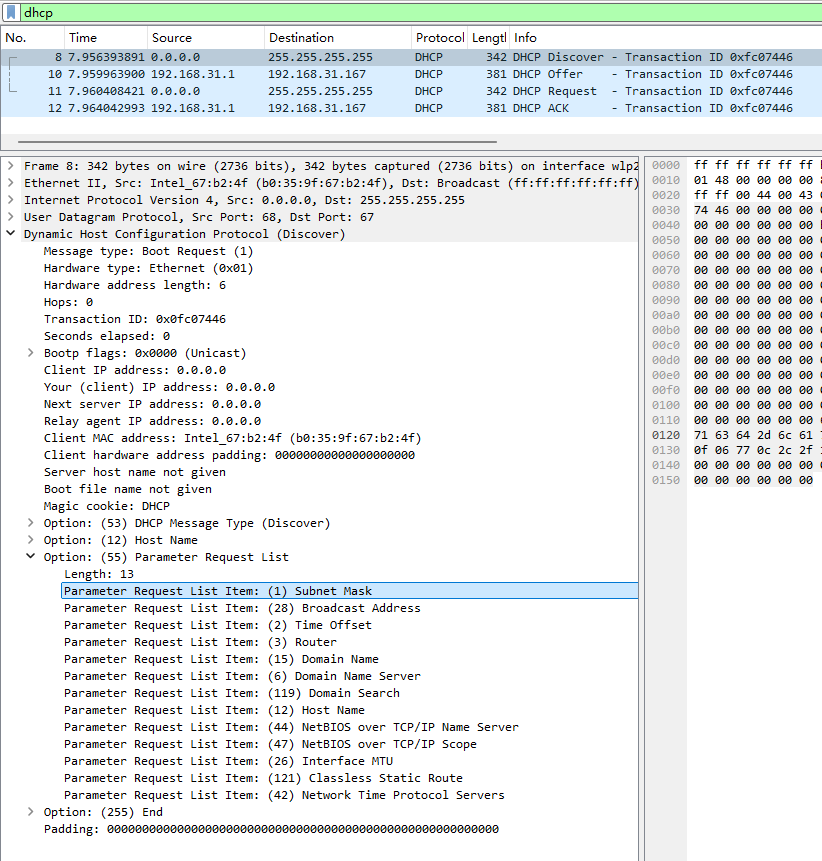 dhcp
No. Time Source Destination Protocol Lengtl Info
8 7.956393891 0.0.0.0 255.255.255.255 DHCP 342 DHCP Discover - Transaction ID 0xfc07446
10 7.959963900 192.168.31.1 192.168.31.167 DHCP 381 DHCP Offer - Transaction ID 0xfc07446
11 7.960408421 0.0.0.0 255.255.255.255 DHCP 342 DHCP Request - Transaction ID 0xfc07446
12 7.964042993 192.168.31.1 192.168.31.167 DHCP 381 DHCP ACK - Transaction ID 0xfc07446
Frame 8: 342 bytes on wire (2736 bits), 342 bytes captured (2736 bits) on interface wlp2
Ethernet II, Src: Intel_67:b2:4f (b0:35:9f:67:b2:4f), Dst: Broadcast (ff:ff:ff:ff:ff:ff)
Internet Protocol Version 4, Src: 0.0.0.0, Dst: 255.255.255.255
User Datagram Protocol, Src Port: 68, Dst Port: 67
Dynamic Host Configuration Protocol (Discover)
Message type: Boot Request (1)
Hardware type: Ethernet (0x01)
Hardware address length: 6
Hops: 0
Transaction ID: 0x0fc07446
Seconds elapsed: 0
Bootp flags: 0x0000 (Unicast)
Client IP address: 0.0.0.0
Your (client) IP address: 0.0.0.0
Next server IP address: 0.0.0.0
Relay agent IP address: 0.0.0.0
Client MAC address: Intel_67:b2:4f (b0:35:9f:67:b2:4f)
Client hardware address padding: 00000000000000000000
Server host name not given
Boot file name not given
Magic cookie: DHCP
Option: (53) DHCP Message Type (Discover)
Option: (12) Host Name
Option: (55) Parameter Request List
Length: 13
Parameter Request List Item: (1) Subnet Mask
Parameter Request List Item: (28) Broadcast Address
Parameter Request List Item: (2) Time Offset
Parameter Request List Item: (3) Router
Parameter Request List Item: (15) Domain Name
Parameter Request List Item: (6) Domain Name Server
Parameter Request List Item: (119) Domain Search
Parameter Request List Item: (12) Host Name
Parameter Request List Item: (44) NetBIOS over TCP/IP Name Server
Parameter Request List Item: (47) NetBIOS over TCP/IP Scope
Parameter Request List Item: (26) Interface MTU
Parameter Request List Item: (121) Classless Static Route
Parameter Request List Item: (42) Network Time Protocol Servers
Option: (255) End
Padding: 00000000000000000000000000000000000000000000000000000000
0000 ff ff ff ff ff ff
0010 01 48 00 00 00 00
0020 ff ff 00 44 00 43
0030 74 46 00 00 00 00
0040 00 00 00 00 00 00
0050 00 00 00 00 00 00
0060 00 00 00 00 00 00
0070 00 00 00 00 00 00
0080 00 00 00 00 00 00
0090 00 00 00 00 00 00
00a0 00 00 00 00 00 00
00b0 00 00 00 00 00 00
00c0 00 00 00 00 00 00
00d0 00 00 00 00 00 00
00e0 00 00 00 00 00 00
00f0 00 00 00 00 00 00
0100 00 00 00 00 00 00
0110 00 00 00 00 00 00
0120 71 63 64 2d 6c 61
0130 0f 06 77 0c 2c 2f
0140 00 00 00 00 00 00
0150 00 00 00 00 00 00